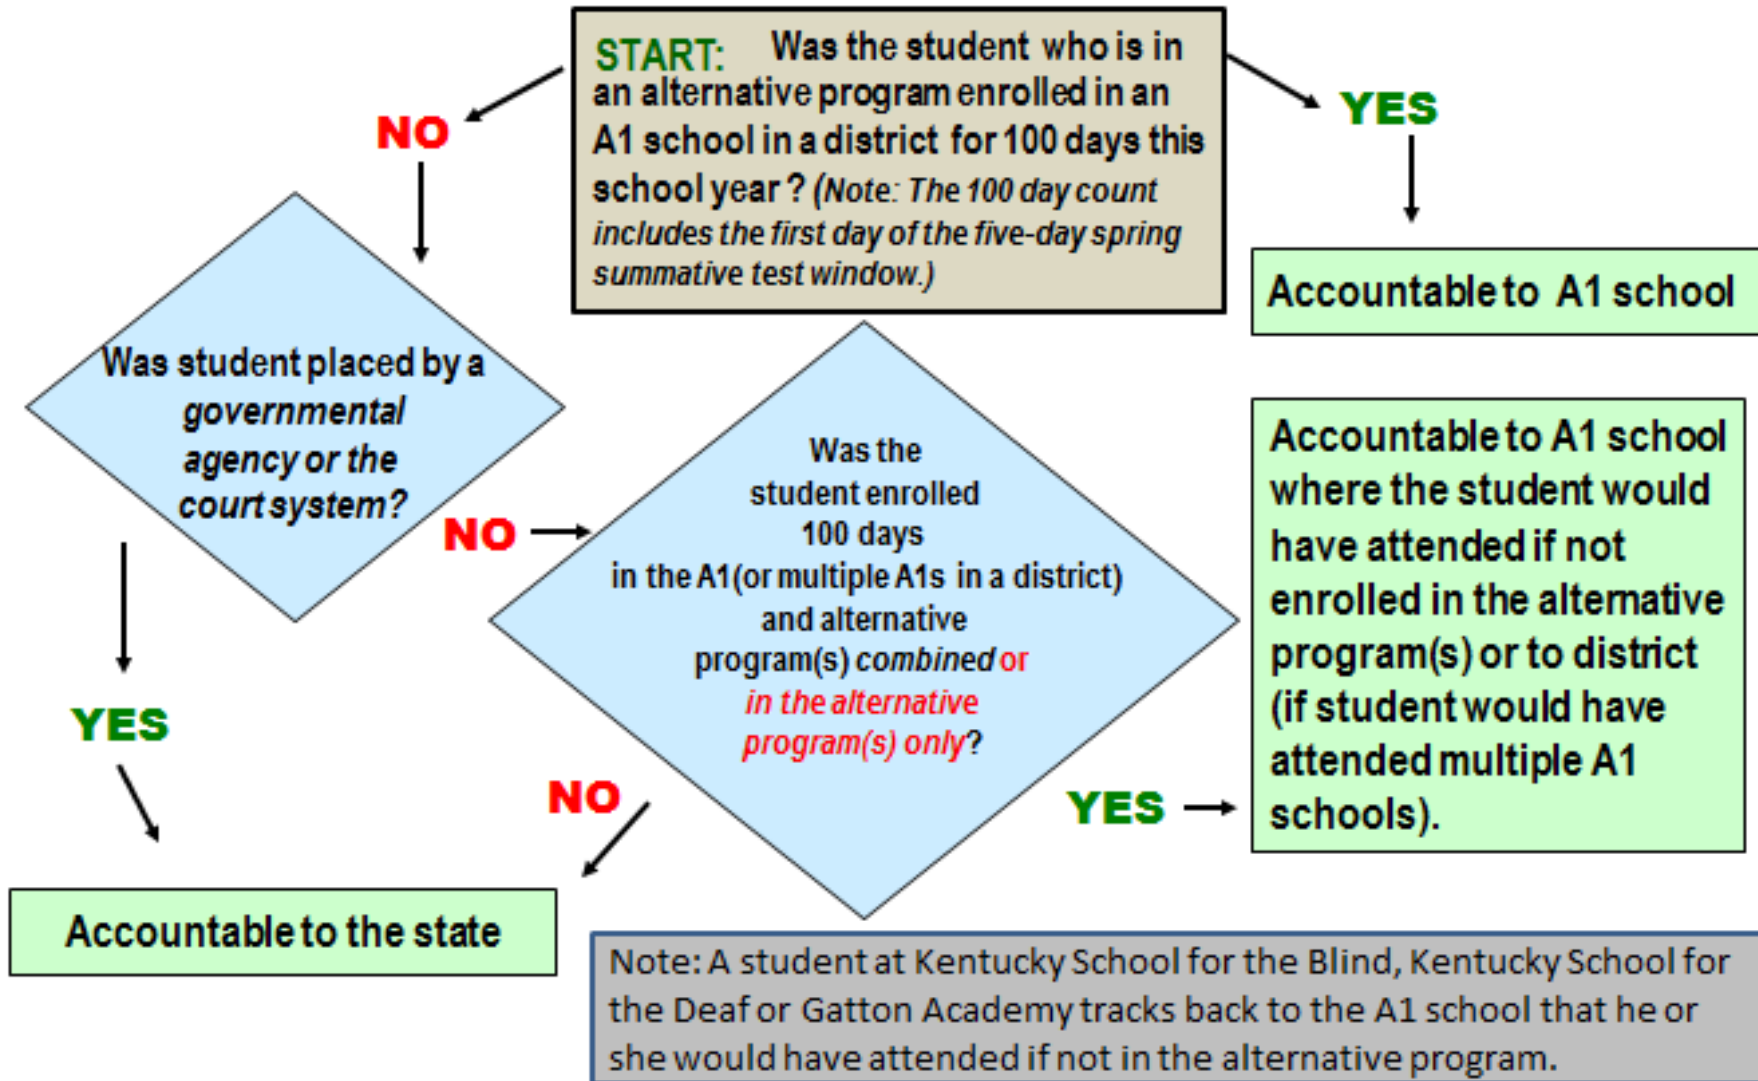 START: Was the student who is in
an alternative program enrolled in an
A1 school in a district for 100 days this
school year ? (Note: The 100 day count
includes the first day of the five-day spring
summative test window.)
NO
YES
Accountable to A1 school
Was student placed by a
governmental
agency or the
court system?
NO
YES
Was the
student enrolled
100 days
in the A1(or multiple A1s in a district)
and alternative
program(s) combined or
in the alternative
program(s) only?
NO
YES
Accountable to A1 school
where the student would
have attended if not
enrolled in the alternative
program(s) or to district
(if student would have
attended multiple A1
schools).
Accountable to the state
Note: A student at Kentucky School for the Blind, Kentucky School for
the Deaf or Gatton Academy tracks back to the A1 school that he or
she would have attended if not in the alternative program.